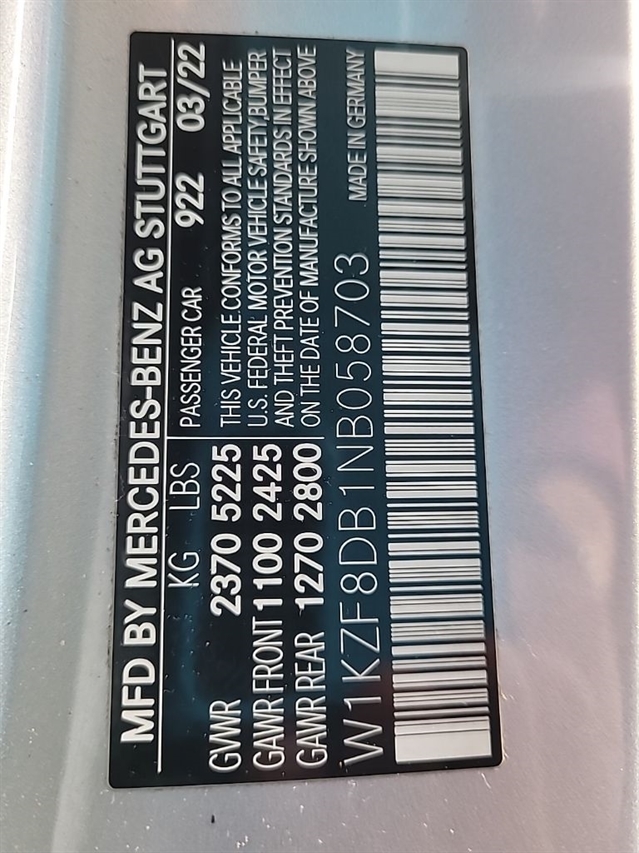 MFD BY MERCEDES-BENZ AG STUTTGART
KG LBS PASSENGER CAR 922 03/22
GVWR 2370 5225 THIS VEHICLE CONFORMS TO ALL APPLICABLE
GAWR FRONT 1100 2425 U.S. FEDERAL MOTOR VEHICLE SAFETY,BUMPER
GAWR REAR 1270 2800 AND THEFT PREVENTION STANDARDS IN EFFECT
ON THE DATE OF MANUFACTURE SHOWN ABOVE
W1KZF8DB1NB058703 MADE IN GERMANY